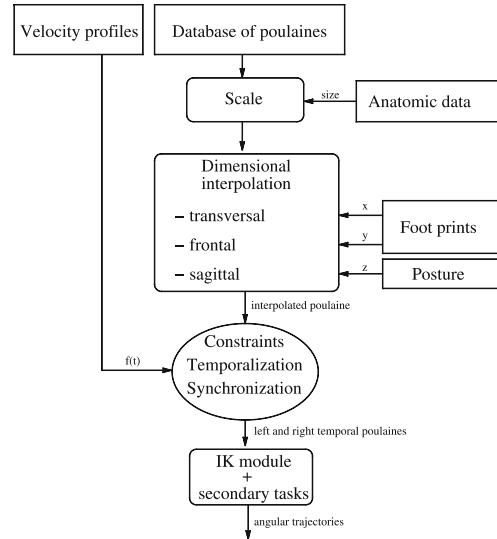 Velocity profiles
Database of poulaines
Scale
size
Anatomic data
Dimensional
interpolation
– transversal
– frontal
– sagittal
x
y
Foot prints
z
Posture
interpolated poulaine
Constraints
Temporalization
Synchronization
f(t)
left and right temporal poulaines
IK module
+
secondary tasks
angular trajectories